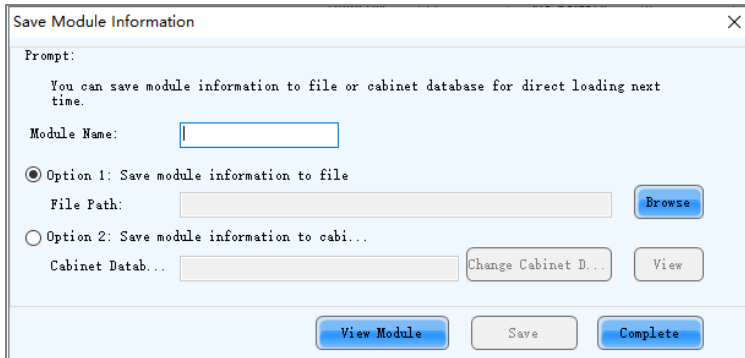 Save Module Information
Prompt:
You can save module information to file or cabinet database for direct loading next
time.
Module Name:
Option 1: Save module information to file
File Path:
Browse
Option 2: Save module information to cabi...
Cabinet Datab...
Change Cabinet D...
View
View Module
Save
Complete